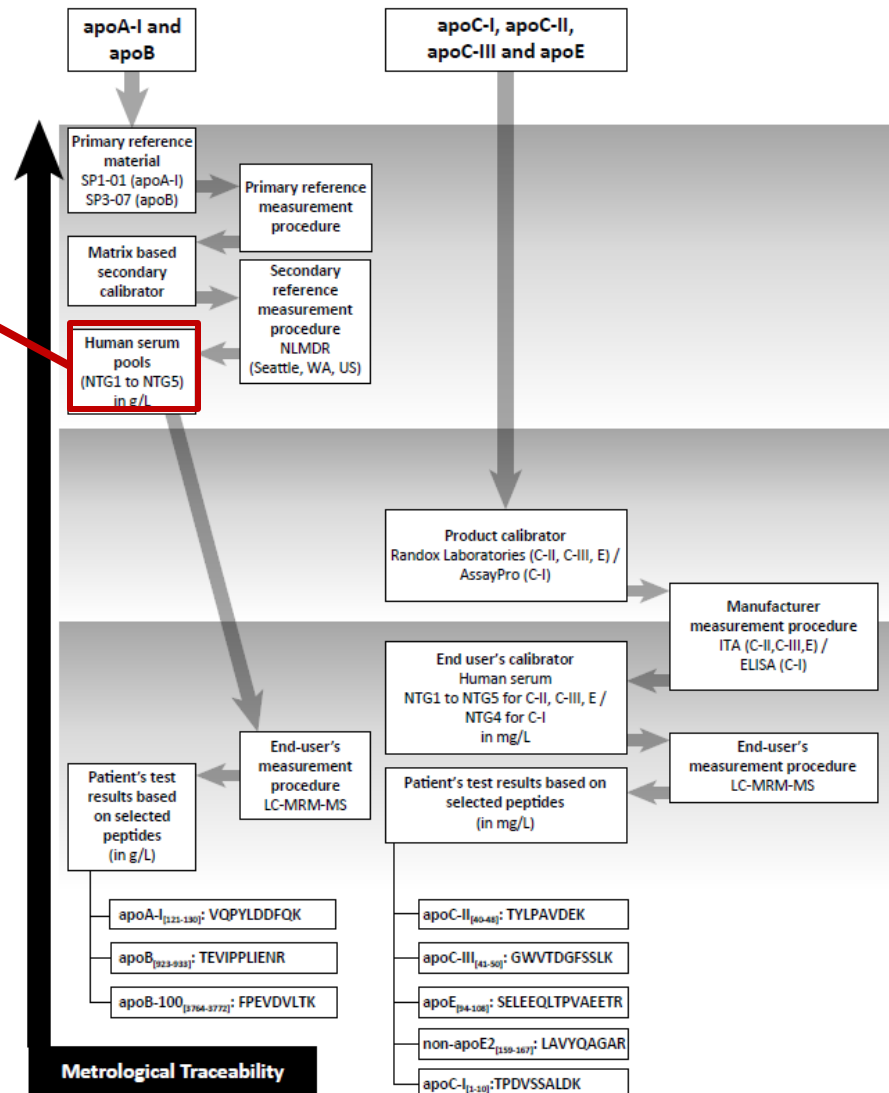 apoA-I and
apoB
apoC-I, apoC-II,
apoC-III and apoE
Primary reference
material
SP1-01 (apoA-I)
SP3-07 (apoB)
Primary reference
measurement
procedure
Matrix based
secondary
calibrator
Secondary
reference
measurement
procedure
NLMDR
(Seattle, WA, US)
Human serum
pools
(NTG1 to NTG5)
in g/L
Product calibrator
Randox Laboratories (C-II, C-III, E) /
AssayPro (C-I)
Manufacturer
measurement procedure
ITA (C-II,C-III,E) /
ELISA (C-I)
End user's calibrator
Human serum
NTG1 to NTG5 for C-II, C-III, E /
NTG4 for C-I
in mg/L
End-user's
measurement procedure
LC-MRM-MS
End-user's
measurement
procedure
LC-MRM-MS
Patient's test
results based
on selected
peptides
(in g/L)
Patient's test results based on
selected peptides
(in mg/L)
apoA-I[121-130]: VQPYLDDFQK
apoB[923-933]: TEVIPPLIENR
apoB-100[3764-3772]: FPEVDVLTK
apoC-II[40-48]: TYLPAVDEK
apoC-III[41-50]: GWVTDGFSSLK
apoE[94-108]: SELEEQLTPVAEETR
non-apoE2[159-167]: LAVYQAGAR
apoC-I[1-10]:TPDVSSALDK
Metrological Traceability